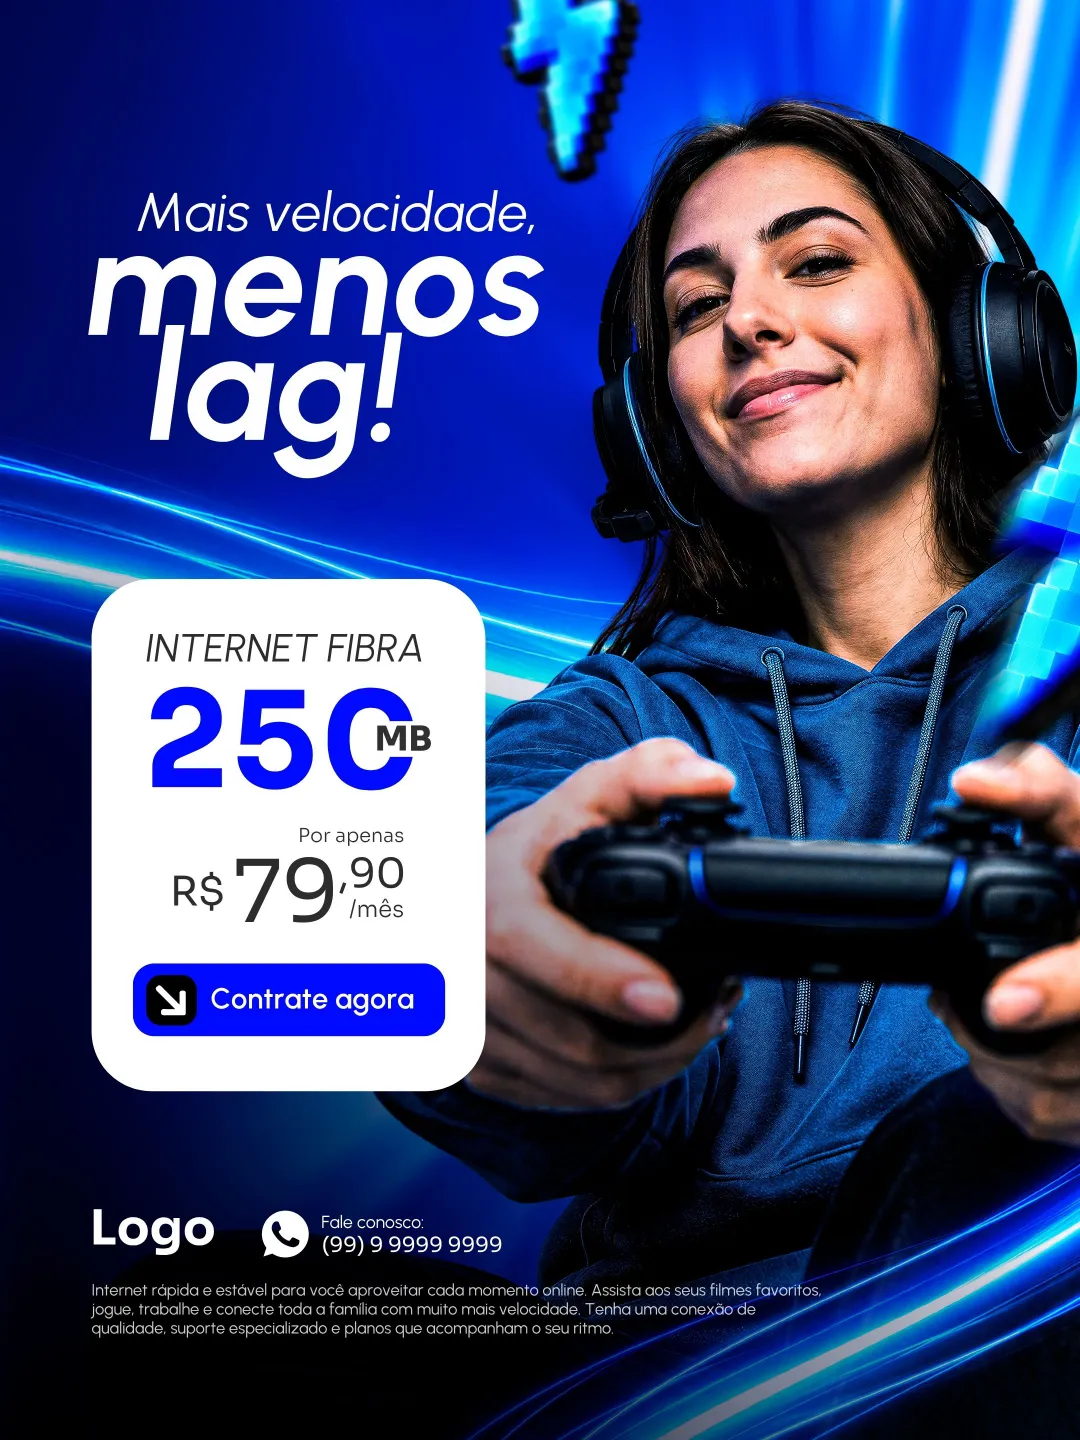 Mais velocidade,
menos
lag!
INTERNET FIBRA
250 MB
Por apenas
R$ 79,90
/mês
Contrate agora
Logo
Fale conosco:
(99) 9 9999 9999
Internet rápida e estável para você aproveitar cada momento online. Assista aos seus filmes favoritos,
jogue, trabalhe e conecte toda a família com muito mais velocidade. Tenha uma conexão de
qualidade, suporte especializado e planos que acompanham o seu ritmo.